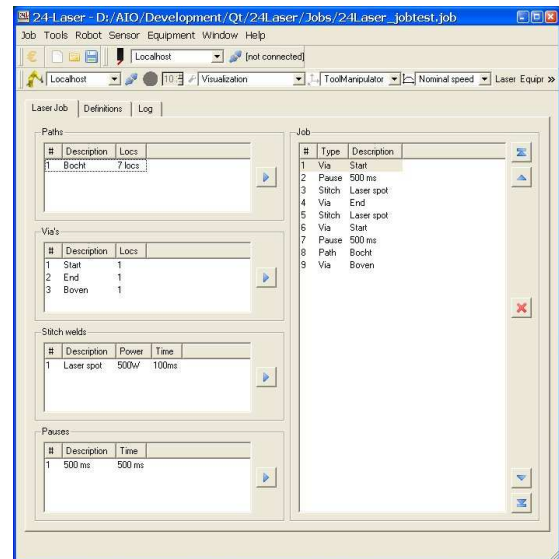 24-Laser - D:/AIO/Development/Qt/24Laser/Jobs/24Laser_jobtest.job
Job Tools Robot Sensor Equipment Window Help
Localhost [not connected]
Localhost 10 Visualization ToolManipulator Nominal speed Laser Equipr »
Laser Job Definitions Log
Paths
# Description Locs
1 Bocht 7 locs
Via's
# Description Locs
1 Start 1
2 End 1
3 Boven 1
Stitch welds
# Description Power Time
1 Laser spot 500W 100ms
Pauses
# Description Time
1 500 ms 500 ms
Job
# Type Description
1 Via Start
2 Pause 500 ms
3 Stitch Laser spot
4 Via End
5 Stitch Laser spot
6 Via Start
7 Pause 500 ms
8 Path Bocht
9 Via Boven